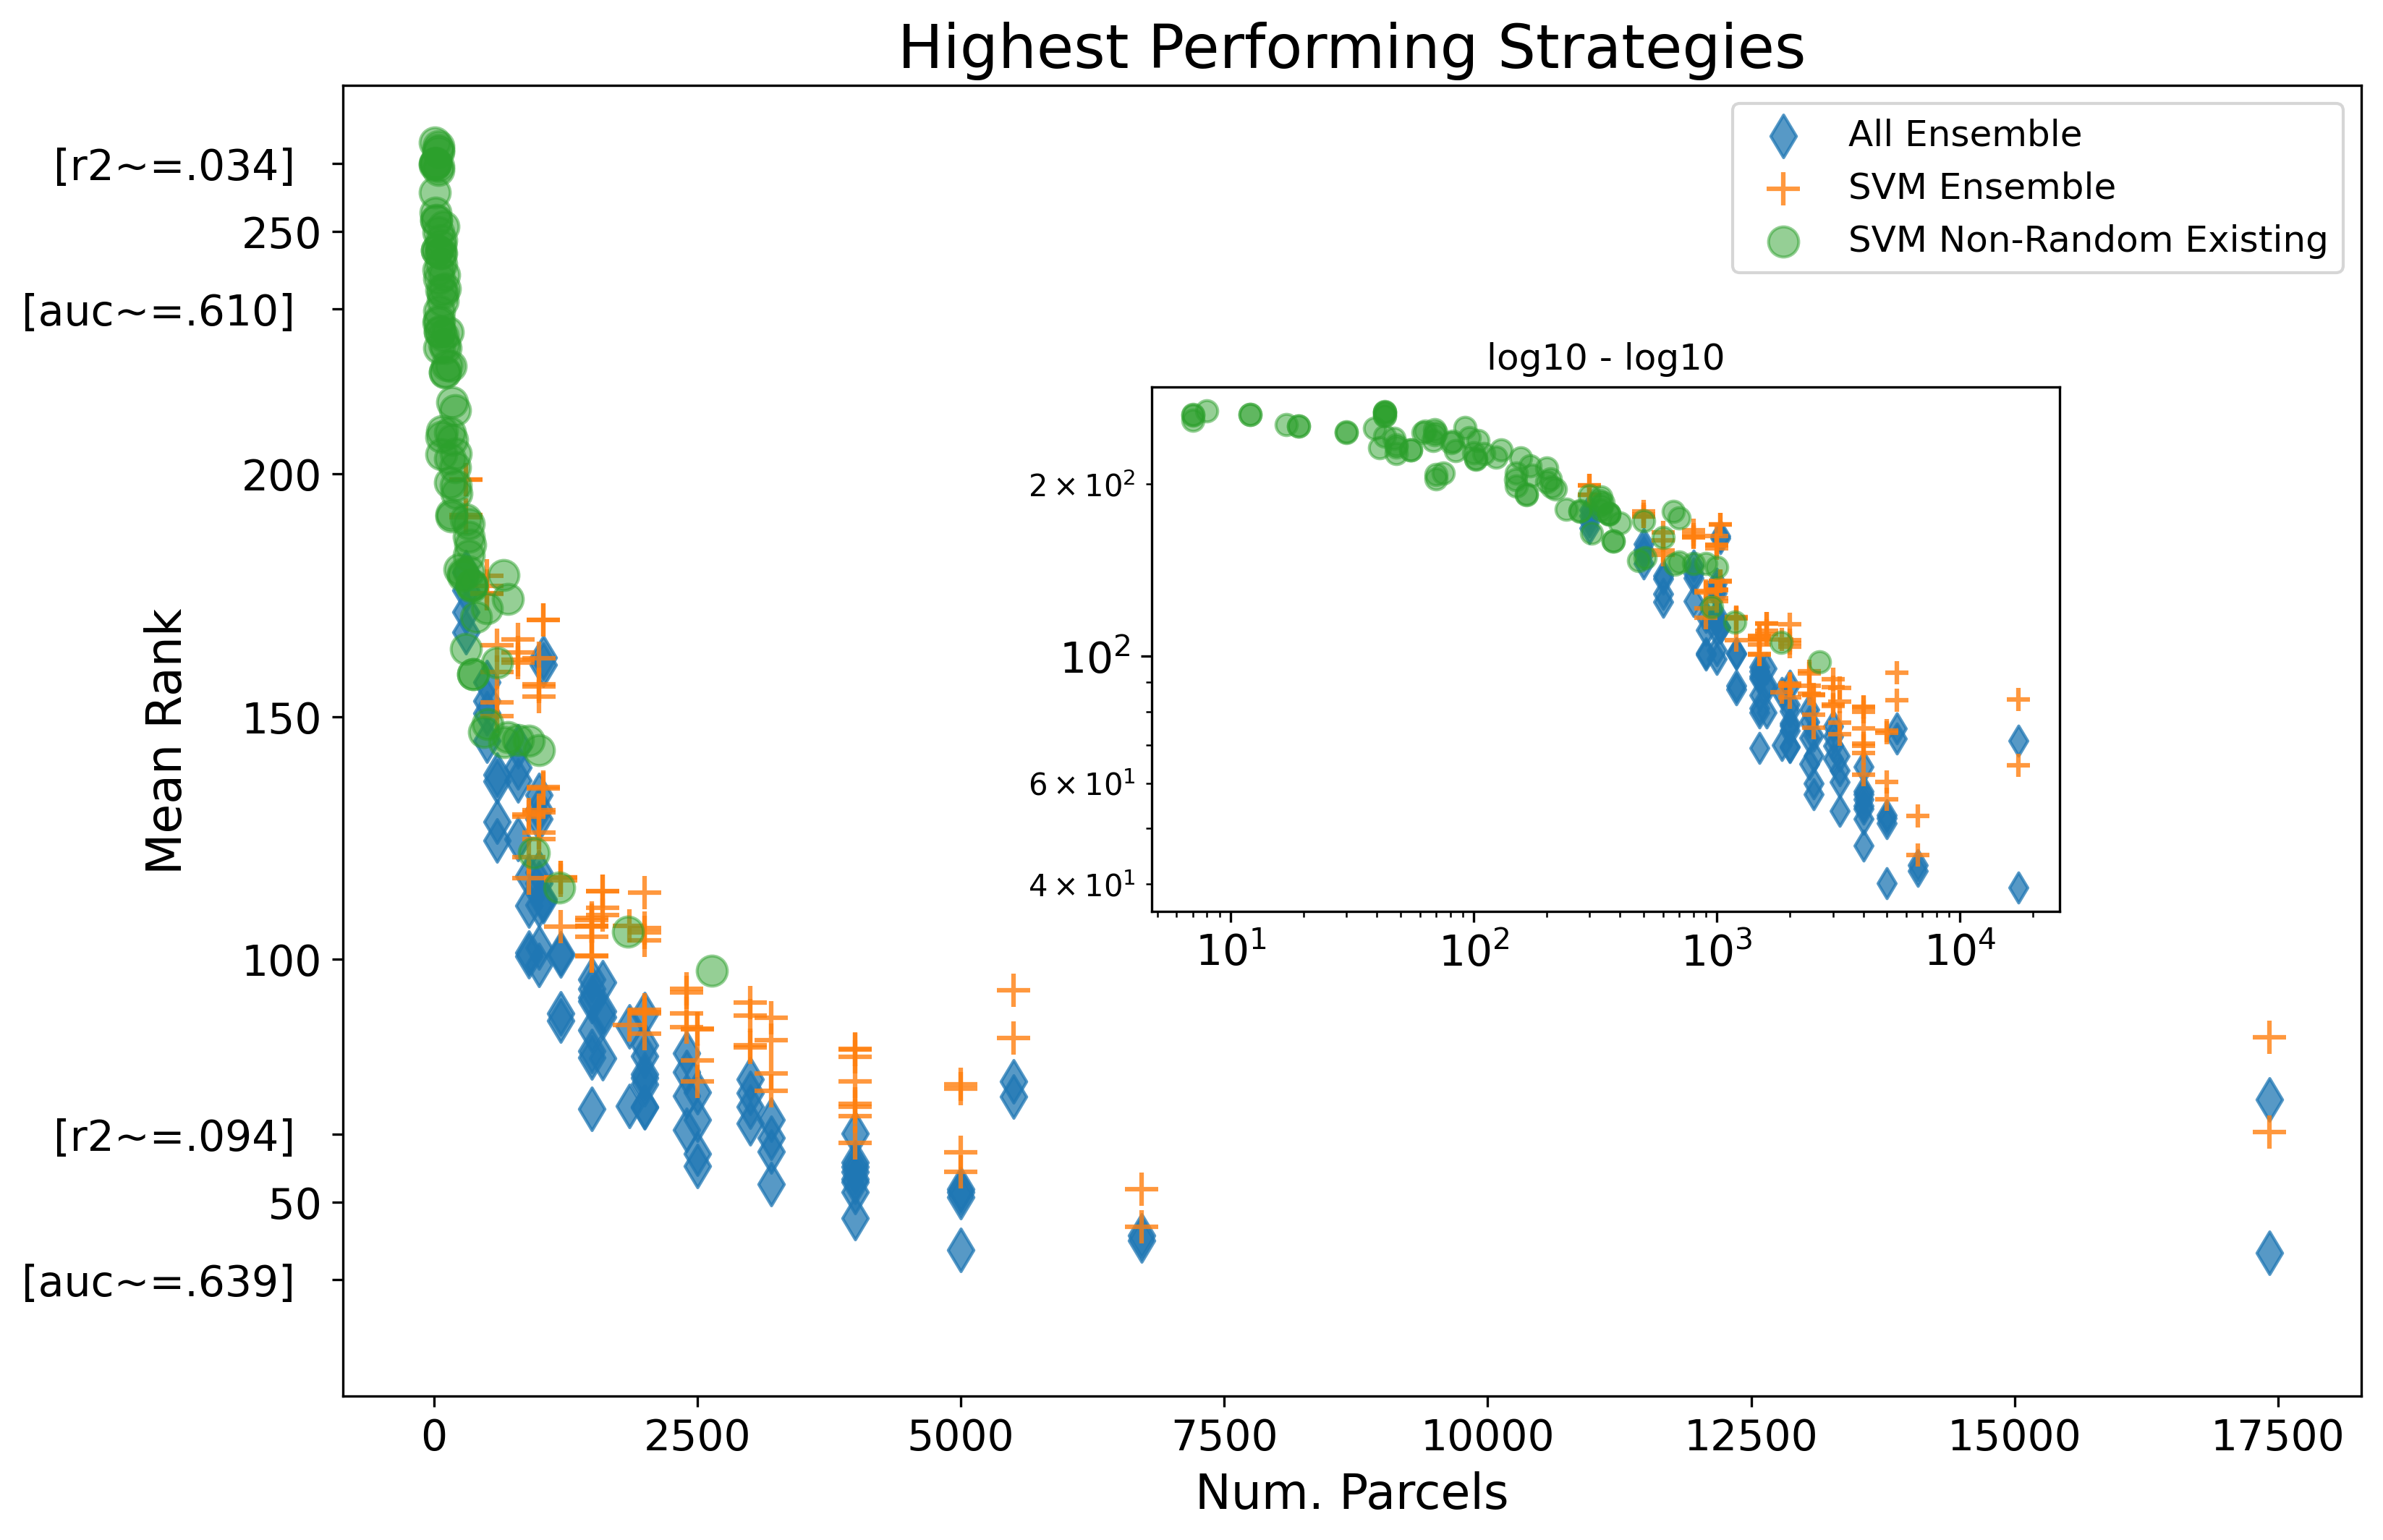 Highest Performing Strategies
All Ensemble
SVM Ensemble
SVM Non-Random Existing
[r2~=.034]
250
[auc~=.610]
200
150
100
[r2~=.094]
50
[auc~=.639]
Mean Rank
log10 - log10
2 × 10²
10²
6 × 10¹
4 × 10¹
10¹ 10² 10³ 10⁴
0 2500 5000 7500 10000 12500 15000 17500
Num. Parcels